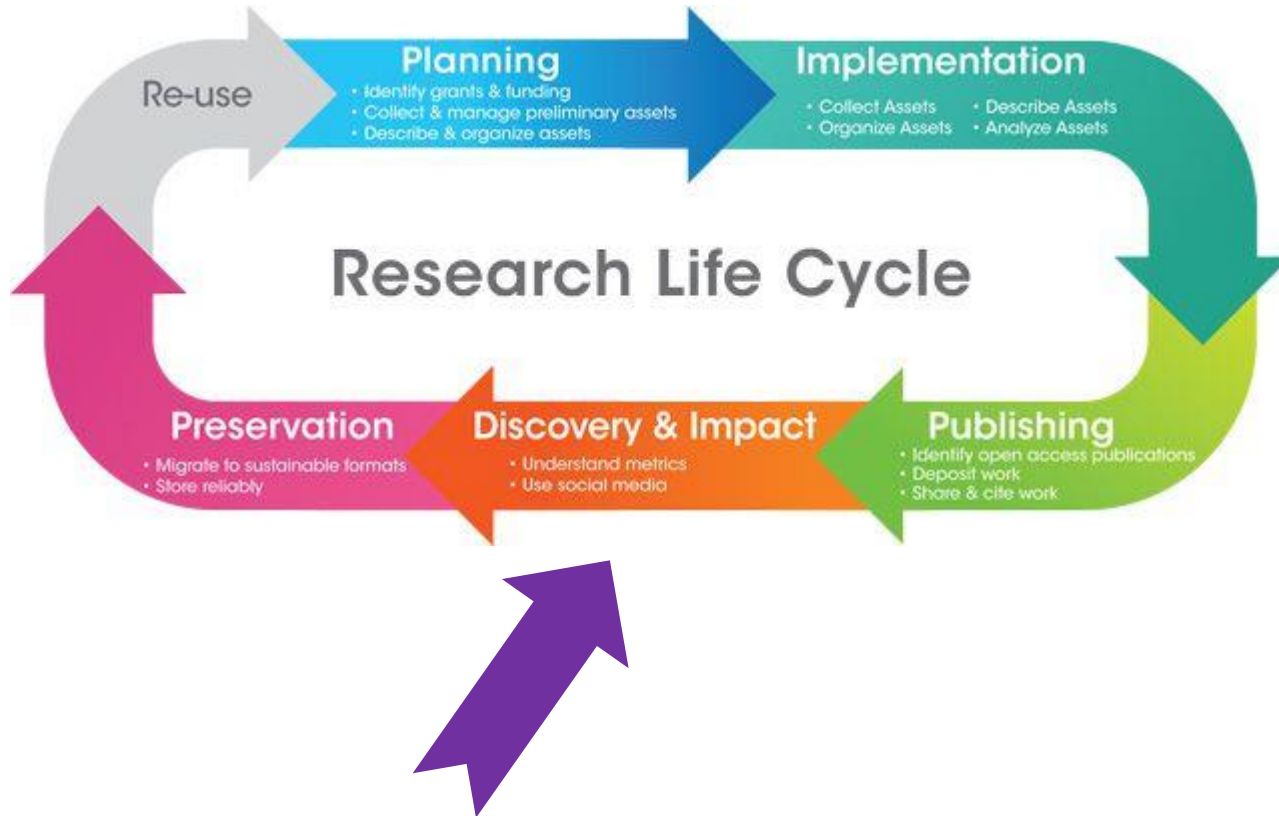 Re-use
Planning
• Identify grants & funding
• Collect & manage preliminary assets
• Describe & organize assets
Implementation
• Collect Assets
• Organize Assets
• Describe Assets
• Analyze Assets
Research Life Cycle
Preservation
• Migrate to sustainable formats
• Store reliably
Discovery & Impact
• Understand metrics
• Use social media
Publishing
• Identify open access publications
• Deposit work
• Share & cite work